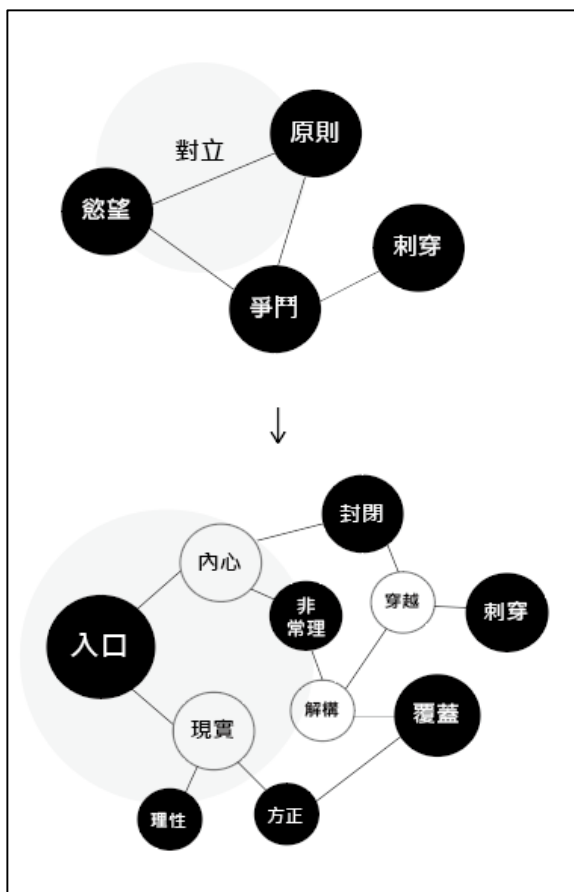 原則
對立
慾望
刺穿
爭鬥
封閉
內心
穿越
非
常理
刺穿
入口
解構
覆蓋
現實
方正
理性